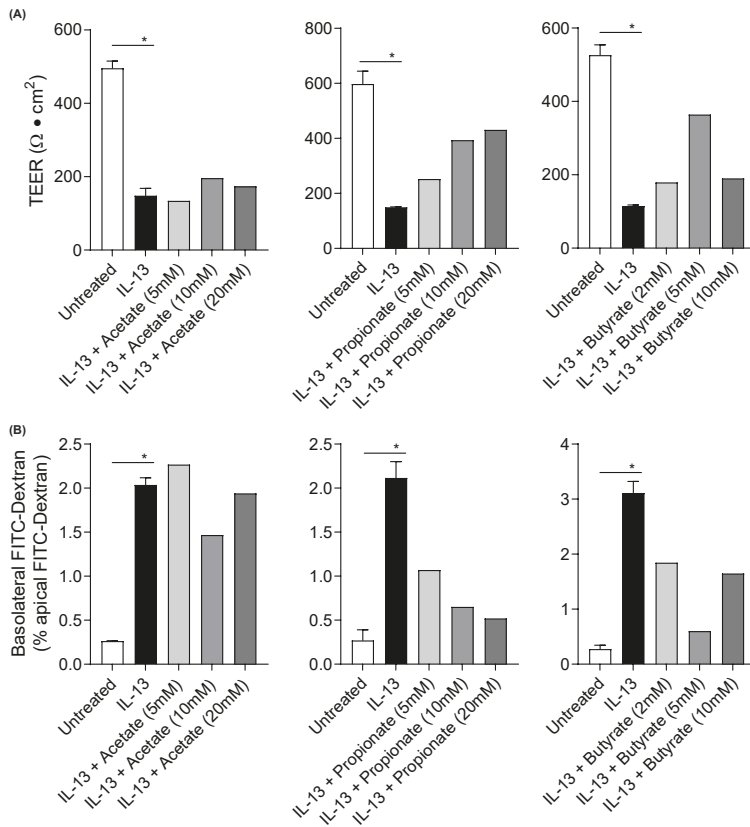 (A)
TEER (Ω • cm²)
600
400
200
0
*
Untreated
IL-13
IL-13 + Acetate (5mM)
IL-13 + Acetate (10mM)
IL-13 + Acetate (20mM)
800
600
400
200
0
*
Untreated
IL-13
IL-13 + Propionate (5mM)
IL-13 + Propionate (10mM)
IL-13 + Propionate (20mM)
600
400
200
0
*
Untreated
IL-13
IL-13 + Butyrate (2mM)
IL-13 + Butyrate (5mM)
IL-13 + Butyrate (10mM)
(B)
Basolateral FITC-Dextran
(% apical FITC-Dextran)
2.5
2.0
1.5
1.0
0.5
0.0
*
Untreated
IL-13
IL-13 + Acetate (5mM)
IL-13 + Acetate (10mM)
IL-13 + Acetate (20mM)
2.5
2.0
1.5
1.0
0.5
0.0
*
Untreated
IL-13
IL-13 + Propionate (5mM)
IL-13 + Propionate (10mM)
IL-13 + Propionate (20mM)
4
3
2
1
0
*
Untreated
IL-13
IL-13 + Butyrate (2mM)
IL-13 + Butyrate (5mM)
IL-13 + Butyrate (10mM)